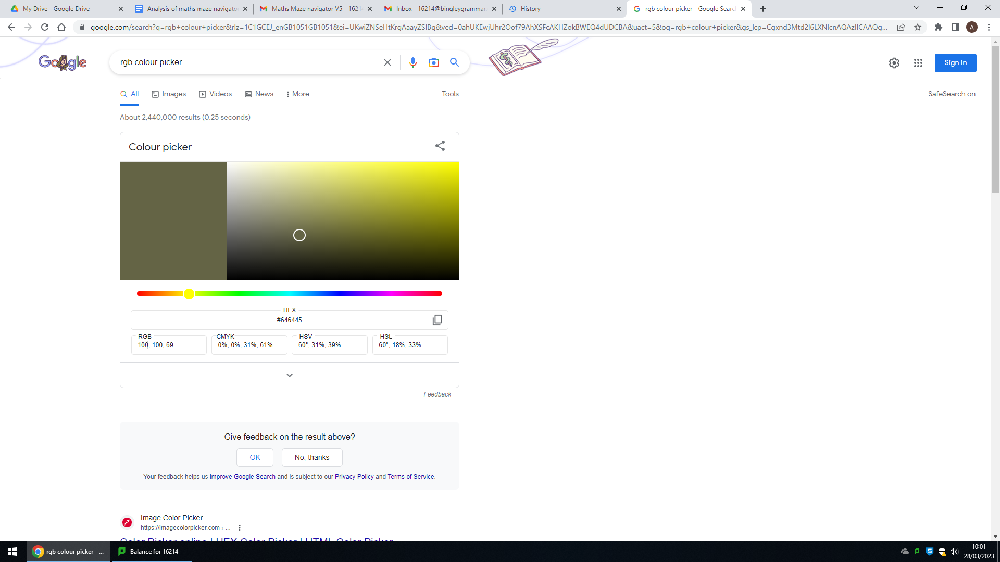 My Drive - Google Drive
Analysis of maths maze navigato
Maths Maze navigator V5 - 1621
Inbox - 16214@bingleygrammar.
History
rgb colour picker - Google Searc
google.com/search?q=rgb+colour+picker&rlz=1C1GCEJ_enGB1051GB1051&ei=UKwiZNSeHtKrgAaayZSIBg&ved=0ahUKEwjUhr2Oof79AhXSFcAKHZokBWEQ4dUDCBA&uact=5&oq=rgb+colour+picker&gs_lcp=Cgxnd3Mtd2l6LXNlcnAQAzIICAAQg...
A
Google
rgb colour picker
Sign in
All
Images
Videos
News
More
Tools
SafeSearch on
About 2,440,000 results (0.25 seconds)
Colour picker
HEX
#646445
RGB
100, 100, 69
CMYK
0%, 0%, 31%, 61%
HSV
60°, 31%, 39%
HSL
60°, 18%, 33%
Feedback
Give feedback on the result above?
OK
No, thanks
Your feedback helps us improve Google Search and is subject to our Privacy Policy and Terms of Service.
Image Color Picker
https://imagecolorpicker.com › ...
Color Picker online | HEX Color Picker | HTML Color Picker
rgb colour picker - ...
Balance for 16214
10:01
28/03/2023